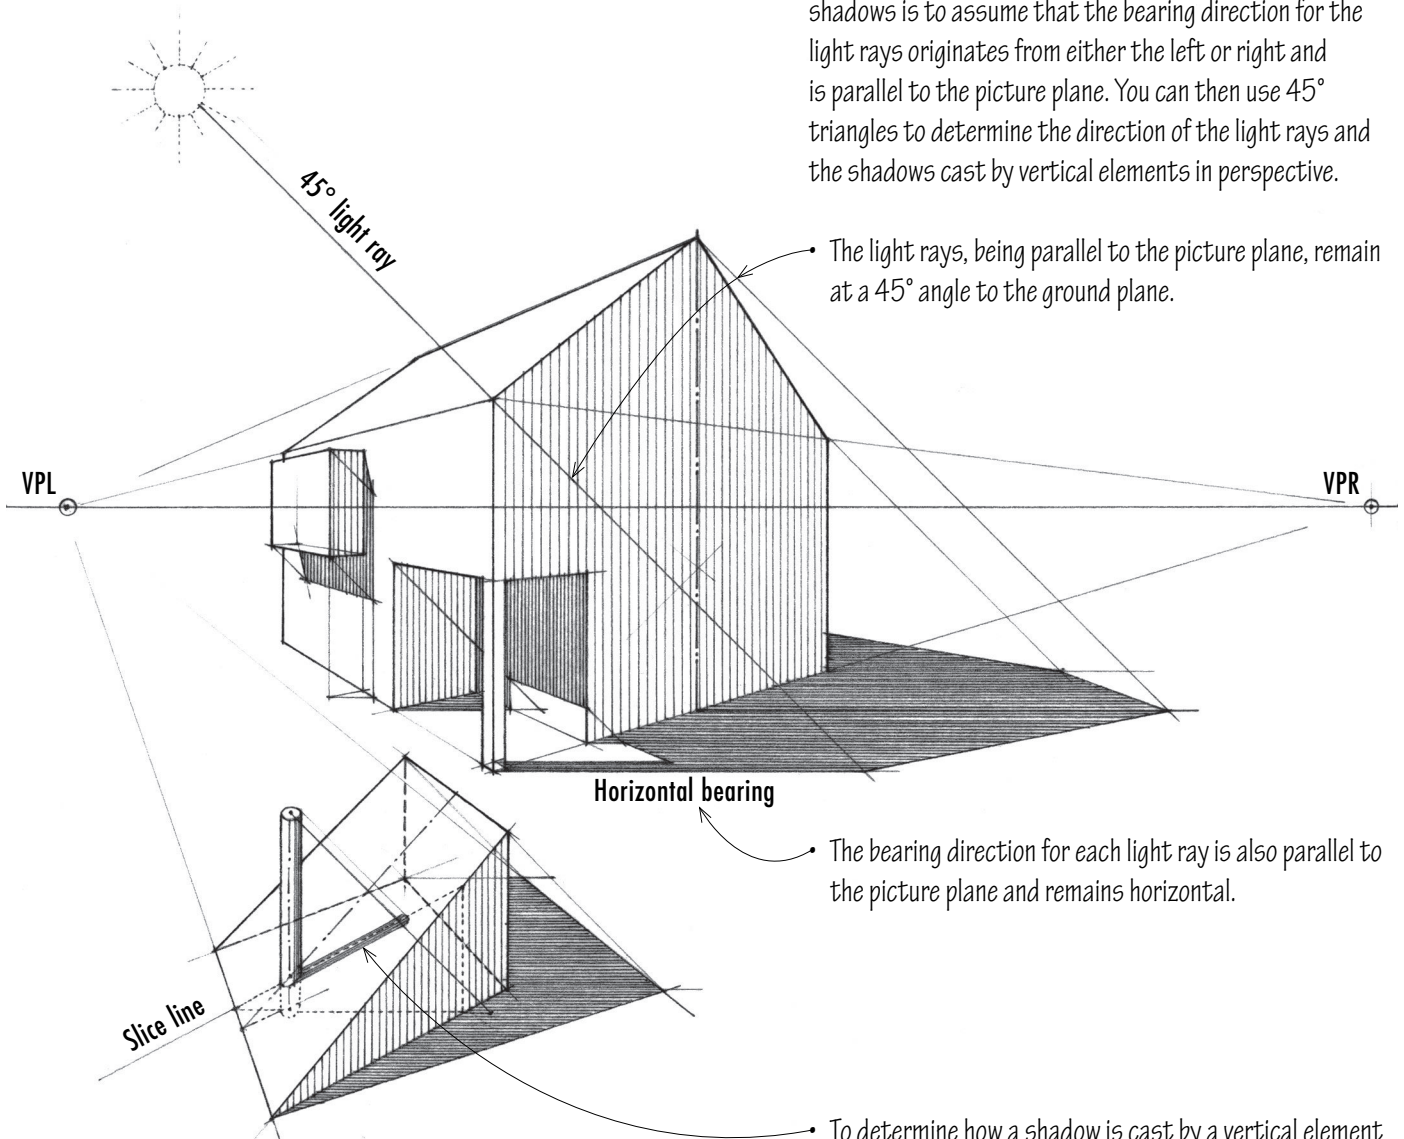 shadows is to assume that the bearing direction for the
light rays originates from either the left or right and
is parallel to the picture plane. You can then use 45°
triangles to determine the direction of the light rays and
the shadows cast by vertical elements in perspective.
45° light ray
• The light rays, being parallel to the picture plane, remain
at a 45° angle to the ground plane.
VPL
VPR
Horizontal bearing
• The bearing direction for each light ray is also parallel to
the picture plane and remains horizontal.
Slice line
• To determine how a shadow is cast by a vertical element